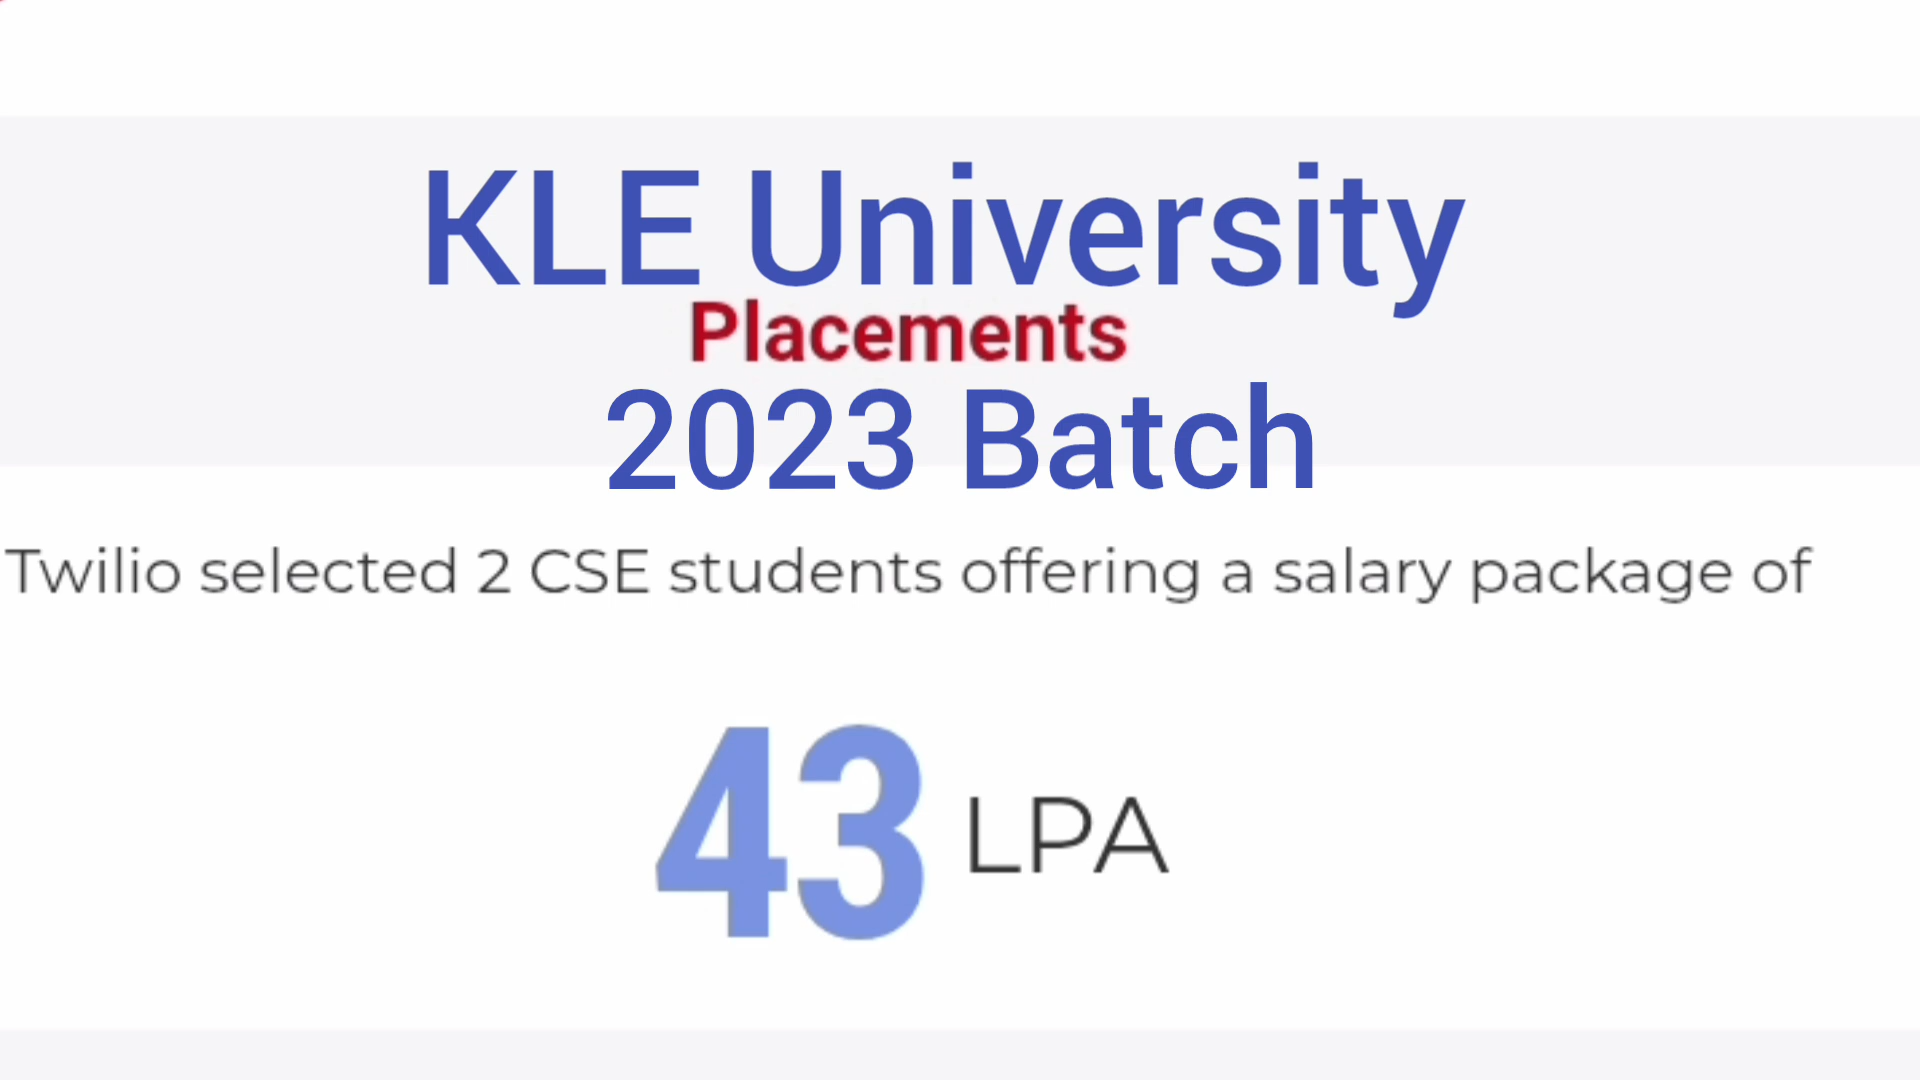 KLE University
Placements
2023 Batch
Twilio selected 2 CSE students offering a salary package of
43 LPA